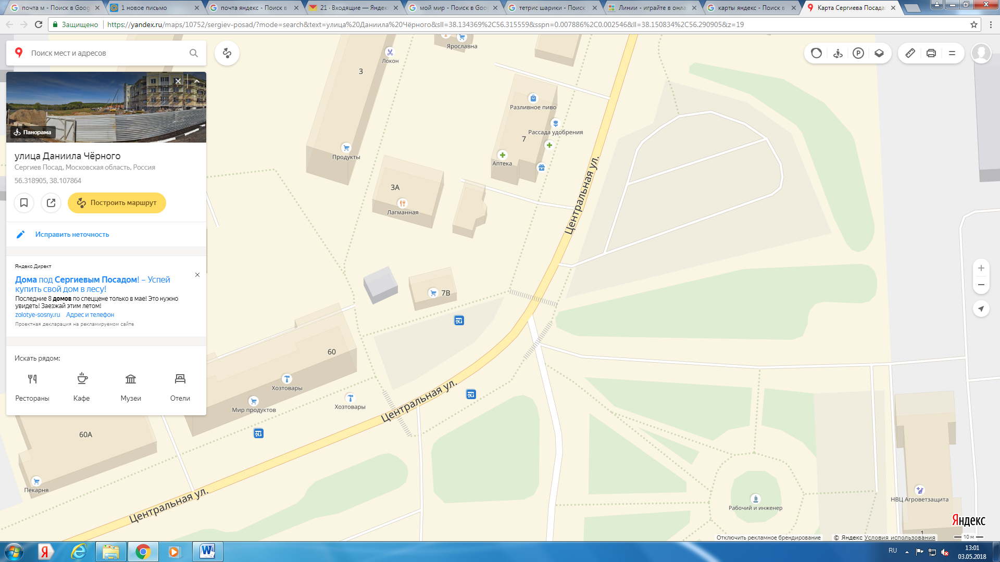 почта м - Поиск в Goog
1 новое письмо
почта яндекс - Поиск в
21 · Входящие — Яндек
мой мир - Поиск в Goo
тетрис шарики - Поиск
Линии - играйте в онла
карты яндекс - Поиск в
Карта Сергиева Посада:
Защищено
https://yandex.ru/maps/10752/sergiev-posad/?mode=search&text=улица%20Даниила%20Чёрного&sll=38.134369%2C56.315559&sspn=0.007886%2C0.002546&ll=38.150834%2C56.290905&z=19
Поиск мест и адресов
Панорама
улица Даниила Чёрного
Сергиев Посад, Московская область, Россия
56.318905, 38.107864
Построить маршрут
Исправить неточность
Яндекс.Директ
Дома под Сергиевым Посадом! – Успей
купить свой дом в лесу!
Последние 8 домов по спеццене только в мае! Это нужно
увидеть! Заезжай этим летом!
zolotye-sosny.ru Адрес и телефон
Проектная декларация на рекламируемом сайте
Искать рядом:
Рестораны
Кафе
Музеи
Отели
Ярославна
Локон
3
Разливное пиво
Рассада удобрения
7
Продукты
Аптека
3А
Лагманная
Центральная ул.
7В
60
Хозтовары
Мир продуктов
Хозтовары
Центральная ул.
60А
Пекарня
Центральная ул.
Рабочий и инженер
НВЦ Агроветзащита
1
P
Яндекс
Отключить рекламное брендирование
© Яндекс Условия использования
10 м
RU
13:01
03.05.2018